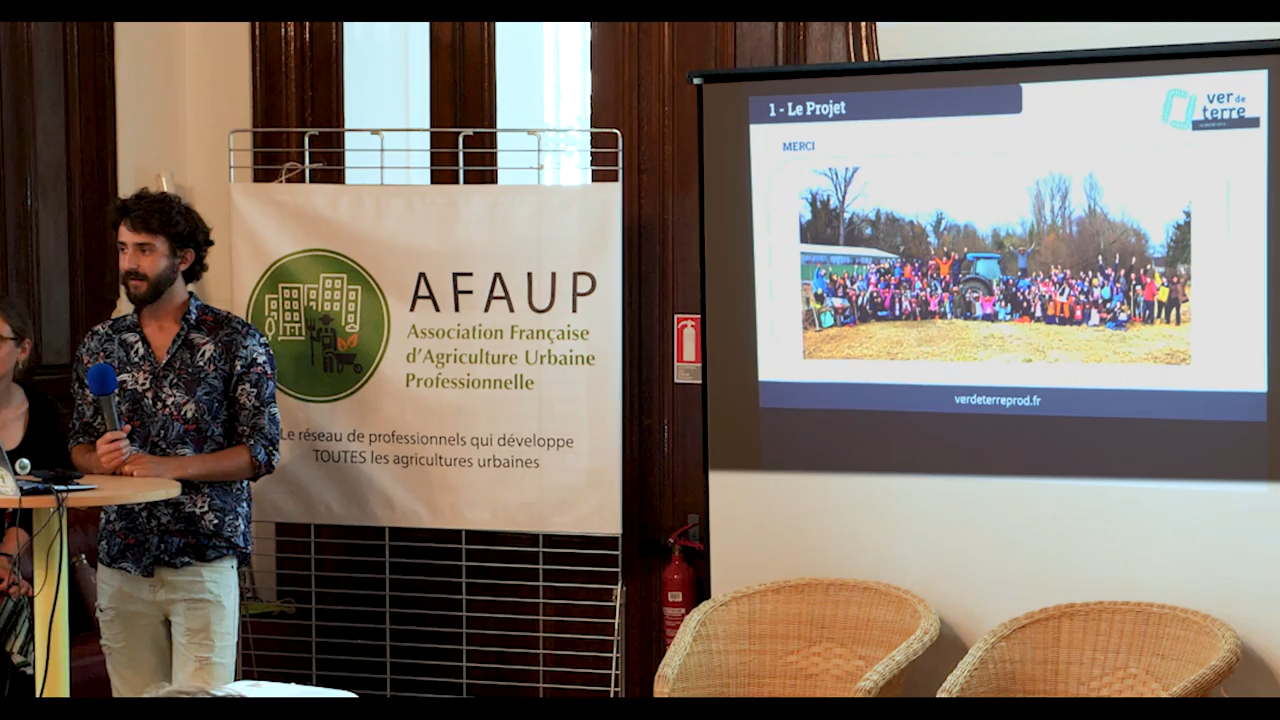 AFAUP
Association Française
d'Agriculture Urbaine
Professionnelle
Le réseau de professionnels qui développe
TOUTES les agricultures urbaines
1 - Le Projet
ver de
terre
MERCI
verdeterreprod.fr